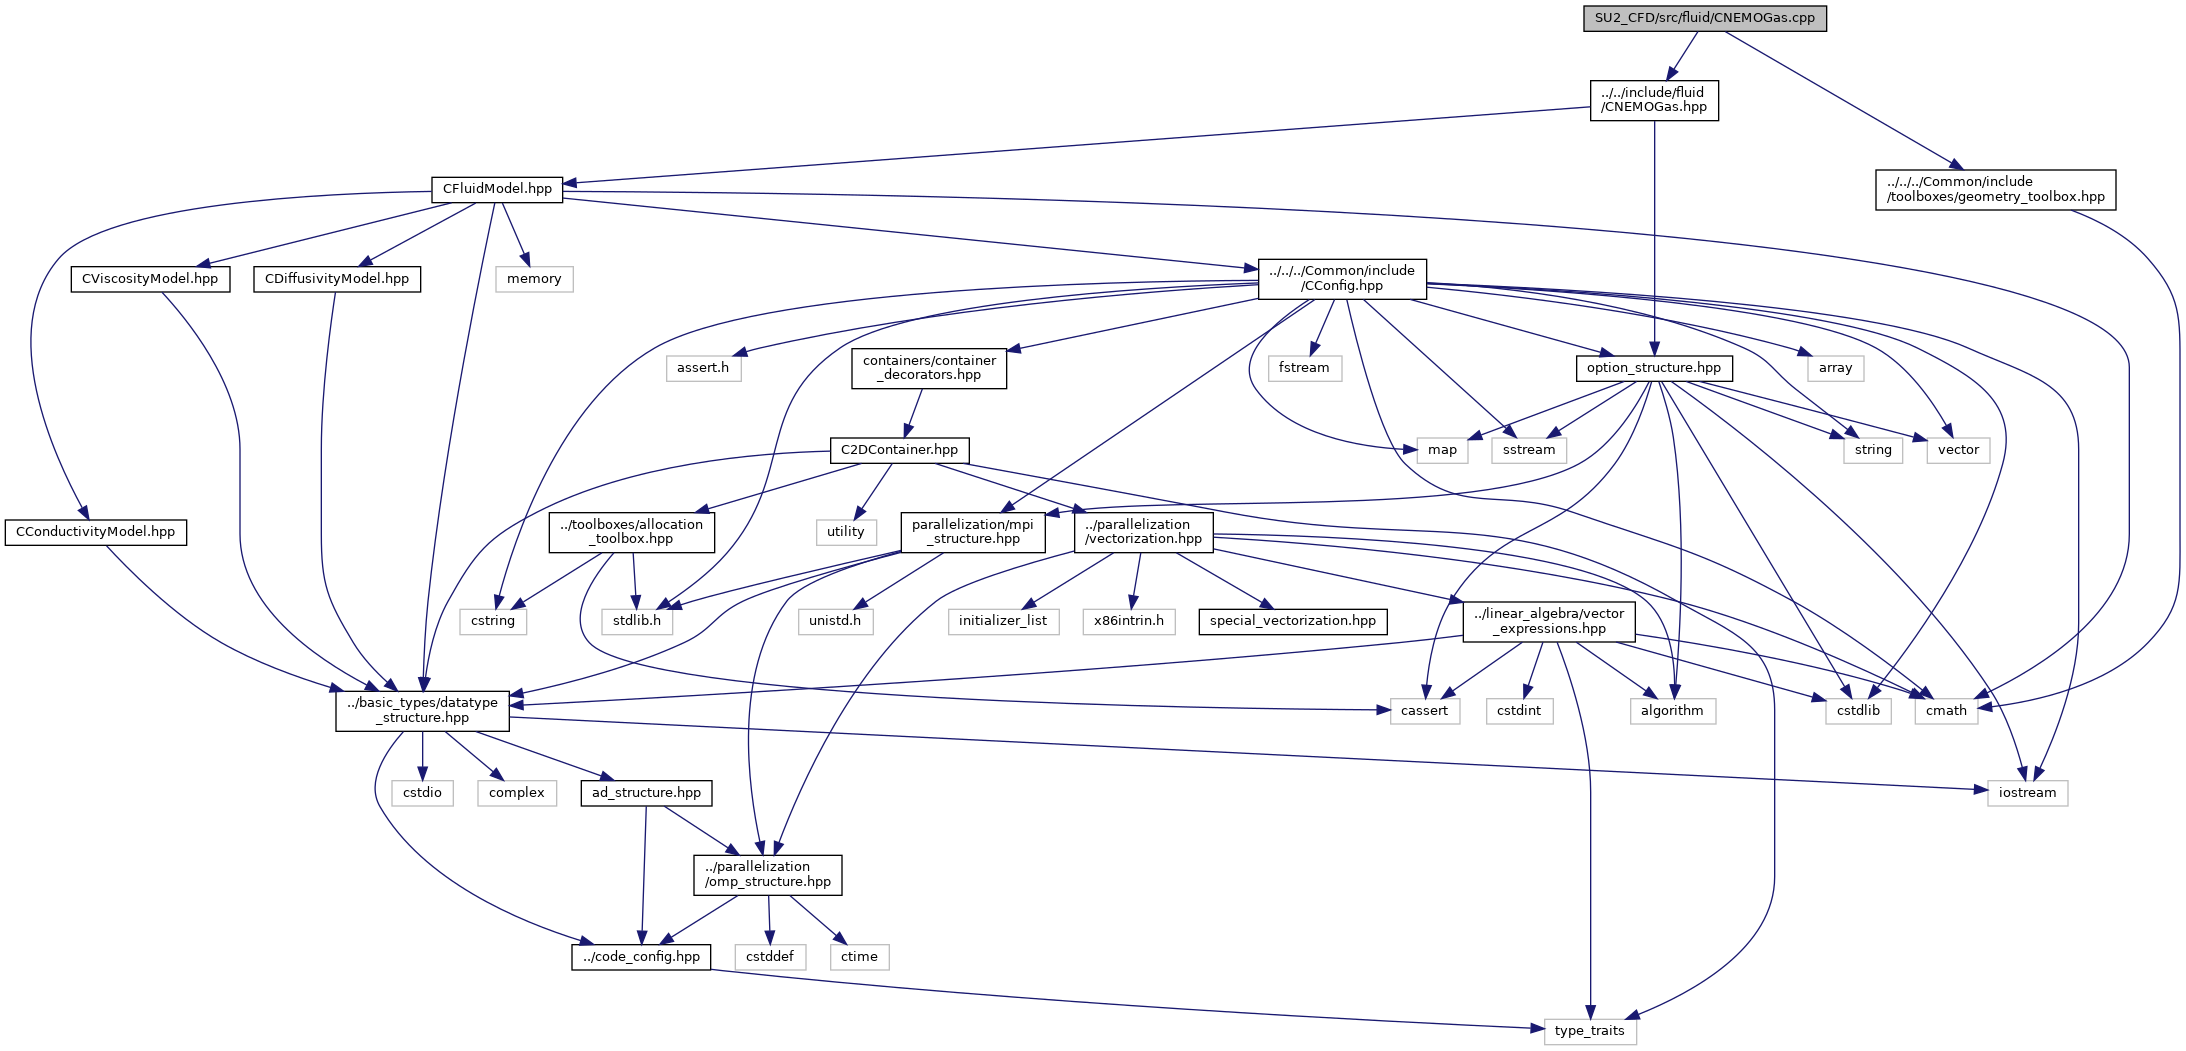 SU2_CFD/src/fluid/CNEMOGas.cpp
../../include/fluid
/CNEMOGas.hpp
CFluidModel.hpp
../../../Common/include
/toolboxes/geometry_toolbox.hpp
CViscosityModel.hpp
CDiffusivityModel.hpp
memory
../../../Common/include
/CConfig.hpp
assert.h
containers/container
_decorators.hpp
fstream
option_structure.hpp
array
C2DContainer.hpp
map
sstream
string
vector
CConductivityModel.hpp
../toolboxes/allocation
_toolbox.hpp
utility
parallelization/mpi
_structure.hpp
../parallelization
/vectorization.hpp
cstring
stdlib.h
unistd.h
initializer_list
x86intrin.h
special_vectorization.hpp
../linear_algebra/vector
_expressions.hpp
../basic_types/datatype
_structure.hpp
cassert
cstdint
algorithm
cstdlib
cmath
cstdio
complex
ad_structure.hpp
iostream
../parallelization
/omp_structure.hpp
../code_config.hpp
cstddef
ctime
type_traits